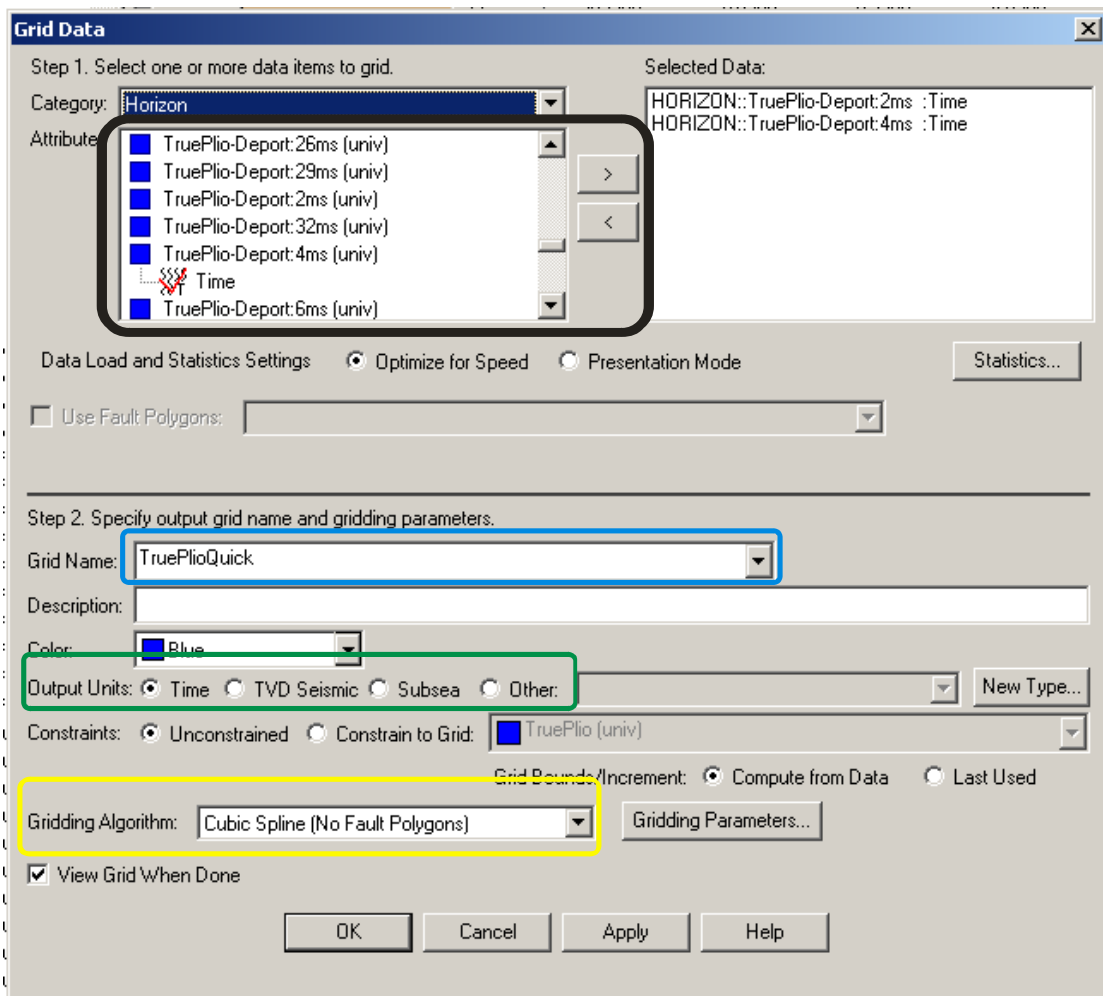 Grid Data
Step 1. Select one or more data items to grid.
Selected Data:
Category: Horizon
HORIZON::TruePlio-Deport:2ms :Time
HORIZON::TruePlio-Deport:4ms :Time
Attribute
TruePlio-Deport:26ms (univ)
TruePlio-Deport:29ms (univ)
TruePlio-Deport:2ms (univ)
TruePlio-Deport:32ms (univ)
TruePlio-Deport:4ms (univ)
Time
TruePlio-Deport:6ms (univ)
>
<
Data Load and Statistics Settings Optimize for Speed Presentation Mode Statistics...
Use Fault Polygons:
Step 2. Specify output grid name and gridding parameters.
Grid Name: TruePlioQuick
Description:
Color: Blue
Output Units: Time TVD Seismic Subsea Other: New Type...
Constraints: Unconstrained Constrain to Grid: TruePlio (univ)
Grid Bounds/Increment: Compute from Data Last Used
Gridding Algorithm: Cubic Spline (No Fault Polygons) Gridding Parameters...
View Grid When Done
OK Cancel Apply Help